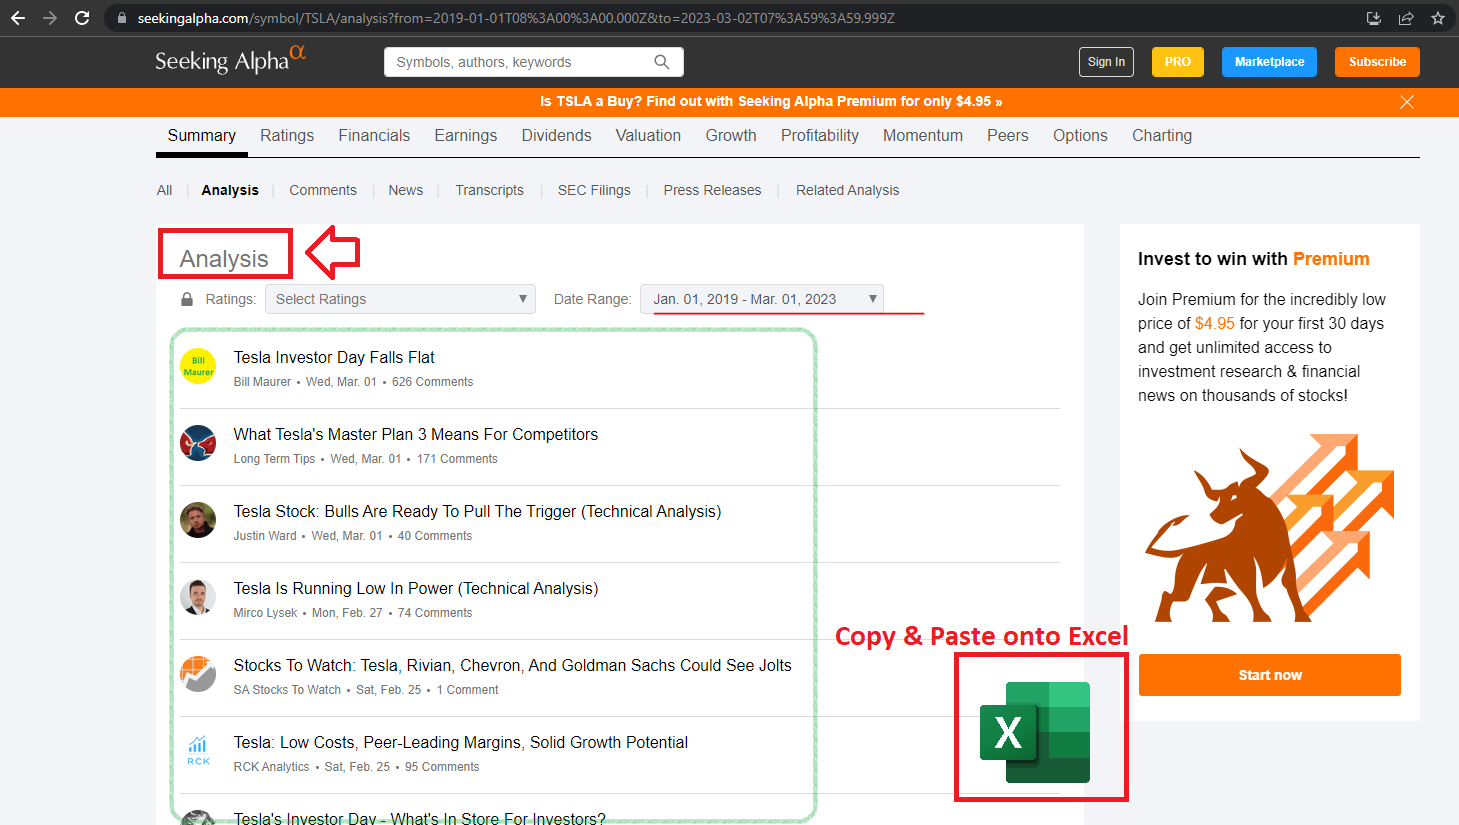 seekingalpha.com/symbol/TSLA/analysis?from=2019-01-01T08%3A00%3A00.000Z&to=2023-03-02T07%3A59%3A59.999Z
Seeking Alpha α
Symbols, authors, keywords
Sign In
PRO
Marketplace
Subscribe
Is TSLA a Buy? Find out with Seeking Alpha Premium for only $4.95 »
Summary Ratings Financials Earnings Dividends Valuation Growth Profitability Momentum Peers Options Charting
All | Analysis | Comments | News | Transcripts | SEC Filings | Press Releases | Related Analysis
Analysis
Ratings: Select Ratings ▼ Date Range: Jan. 01, 2019 - Mar. 01, 2023 ▼
Bill
Maurer
Tesla Investor Day Falls Flat
Bill Maurer • Wed, Mar. 01 • 626 Comments
What Tesla's Master Plan 3 Means For Competitors
Long Term Tips • Wed, Mar. 01 • 171 Comments
Tesla Stock: Bulls Are Ready To Pull The Trigger (Technical Analysis)
Justin Ward • Wed, Mar. 01 • 40 Comments
Tesla Is Running Low In Power (Technical Analysis)
Mirco Lysek • Mon, Feb. 27 • 74 Comments
Stocks To Watch: Tesla, Rivian, Chevron, And Goldman Sachs Could See Jolts
SA Stocks To Watch • Sat, Feb. 25 • 1 Comment
RCK
Tesla: Low Costs, Peer-Leading Margins, Solid Growth Potential
RCK Analytics • Sat, Feb. 25 • 95 Comments
Tesla's Investor Day - What's In Store For Investors?
Copy & Paste onto Excel
X
Invest to win with Premium
Join Premium for the incredibly low
price of $4.95 for your first 30 days
and get unlimited access to
investment research & financial
news on thousands of stocks!
Start now